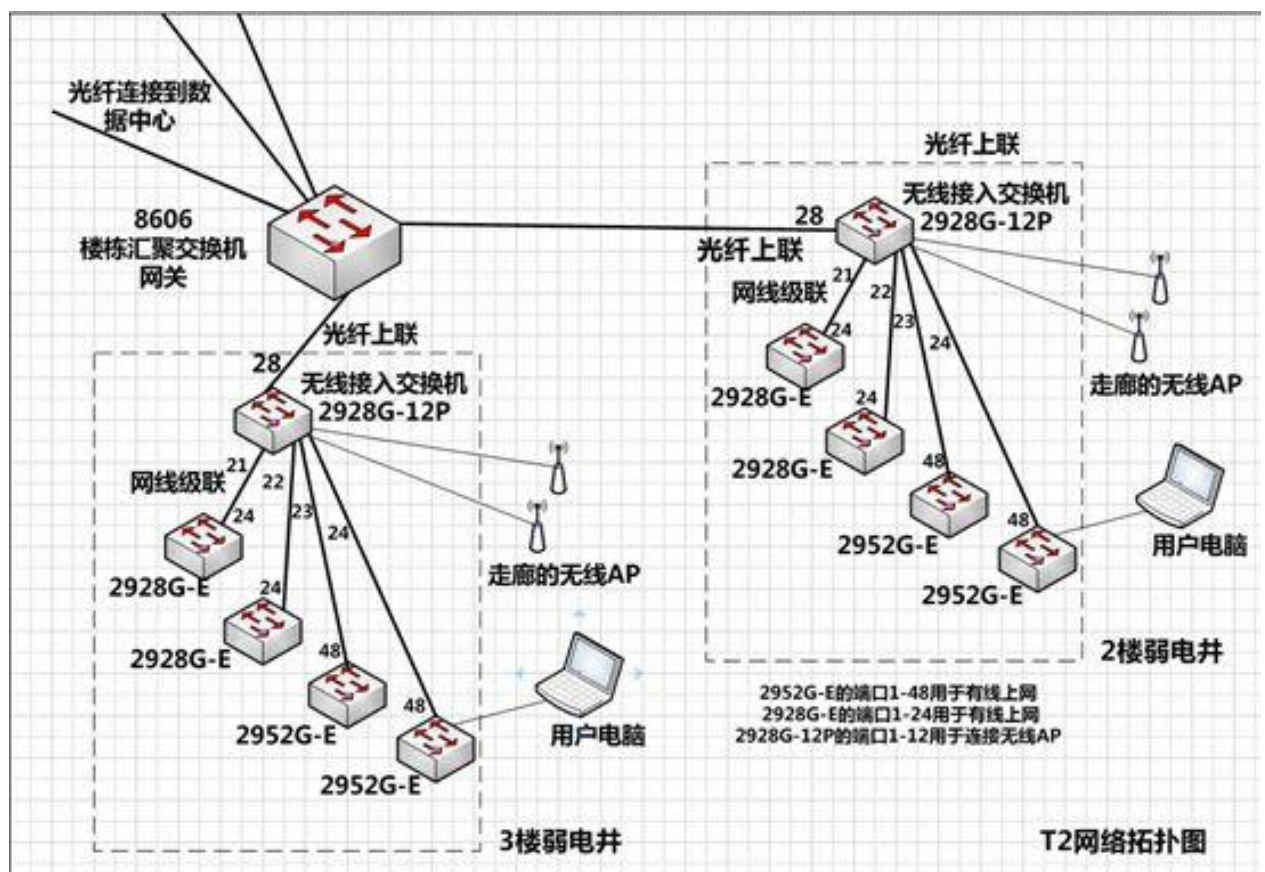 光纤连接到数
据中心
8606
楼栋汇聚交换机
网关
光纤上联
28
无线接入交换机
2928G-12P
光纤上联
网线级联
21
22
23
24
24
2928G-E
24
2928G-E
48
2952G-E
48
2952G-E
走廊的无线AP
用户电脑
2楼弱电井
光纤上联
28
无线接入交换机
2928G-12P
网线级联
21
22
23
24
24
2928G-E
24
2928G-E
48
2952G-E
48
2952G-E
走廊的无线AP
用户电脑
3楼弱电井
2952G-E的端口1-48用于有线上网
2928G-E的端口1-24用于有线上网
2928G-12P的端口1-12用于连接无线AP
T2网络拓扑图